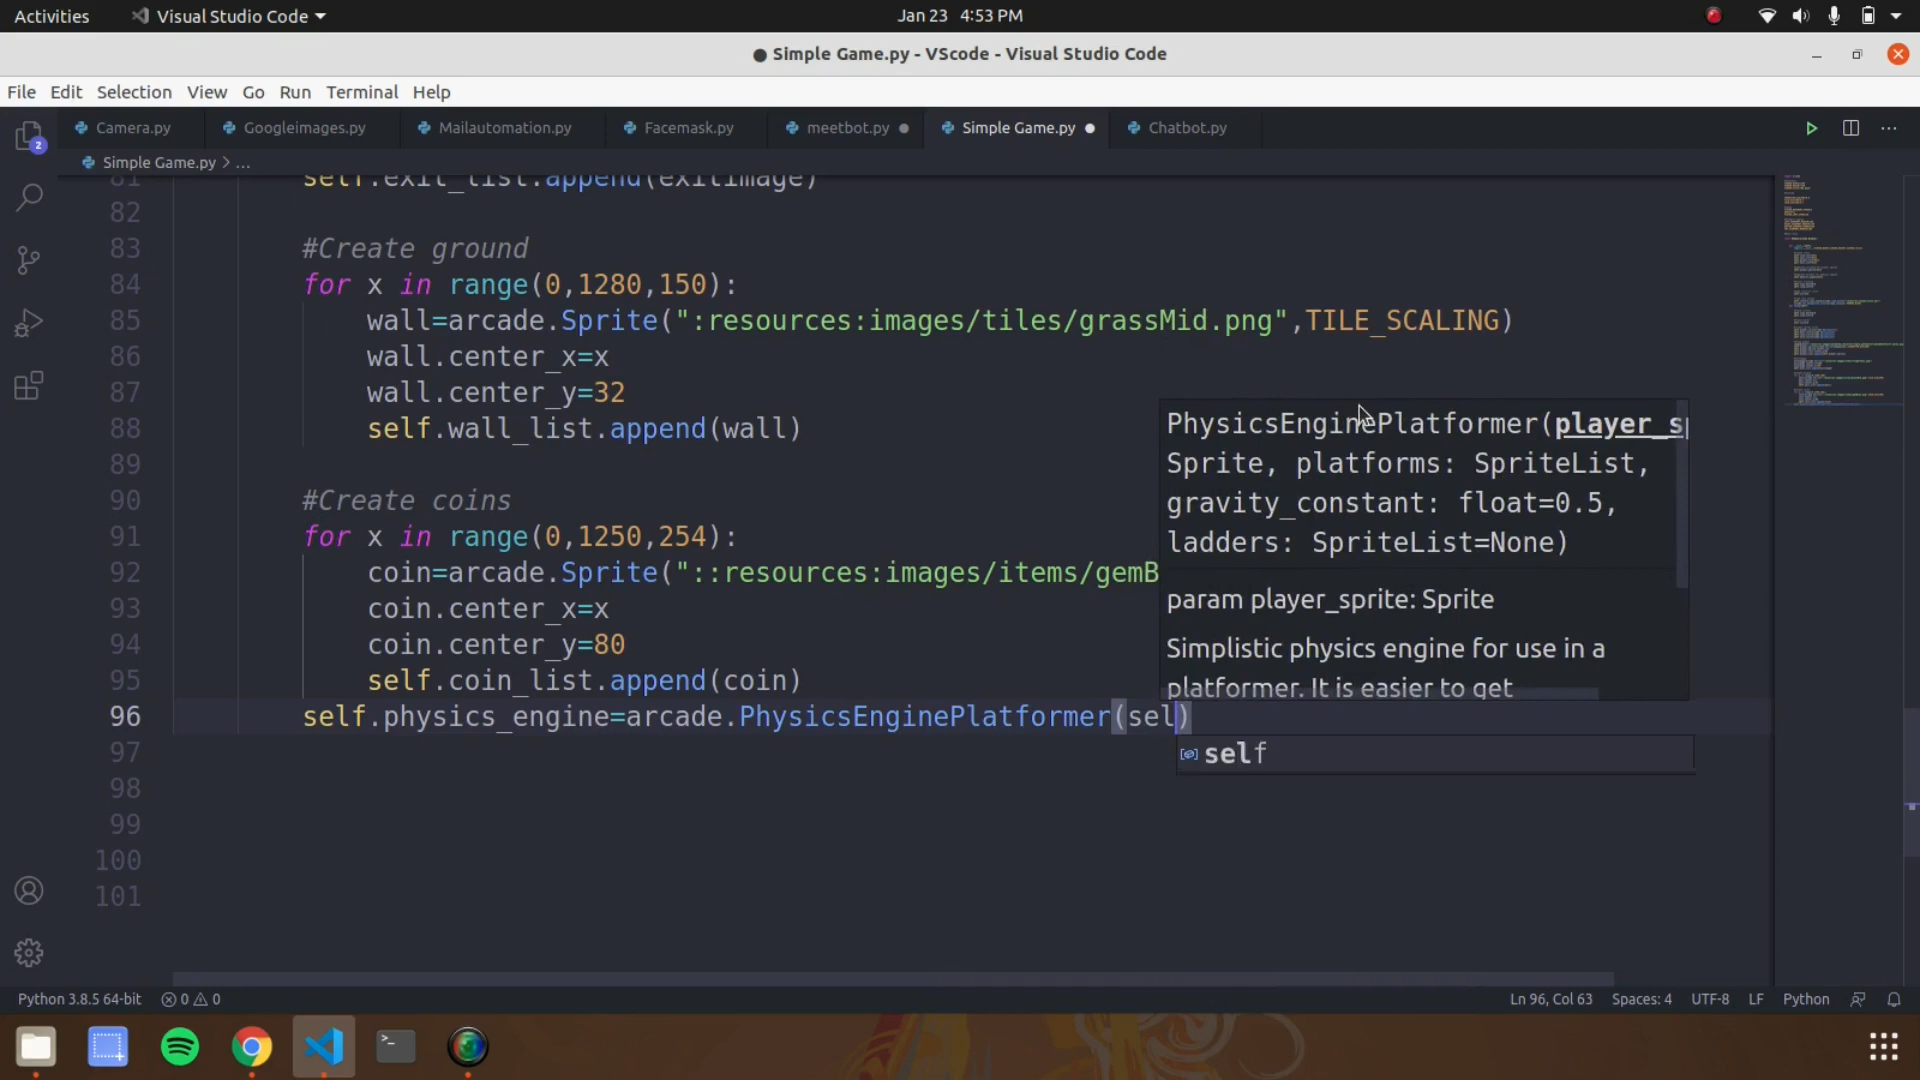 Activities Visual Studio Code Jan 23 4:53 PM
Simple Game.py - VScode - Visual Studio Code
File Edit Selection View Go Run Terminal Help
Camera.py Googleimages.py Mailautomation.py Facemask.py meetbot.py Simple Game.py Chatbot.py
2
Simple Game.py > ...
81 self.exit_list.append(exitimage)
82
83 #Create ground
84 for x in range(0,1280,150):
85 wall=arcade.Sprite(":resources:images/tiles/grassMid.png",TILE_SCALING)
86 wall.center_x=x
87 wall.center_y=32
88 self.wall_list.append(wall)
89
90 #Create coins
91 for x in range(0,1250,254):
92 coin=arcade.Sprite("::resources:images/items/gemB
93 coin.center_x=x
94 coin.center_y=80
95 self.coin_list.append(coin)
96 self.physics_engine=arcade.PhysicsEnginePlatformer(sel)
97
98
99
100
101
PhysicsEnginePlatformer(player_sp
Sprite, platforms: SpriteList,
gravity_constant: float=0.5,
ladders: SpriteList=None)
param player_sprite: Sprite
Simplistic physics engine for use in a
platformer. It is easier to get
self
Python 3.8.5 64-bit 0 0 Ln 96, Col 63 Spaces: 4 UTF-8 LF Python